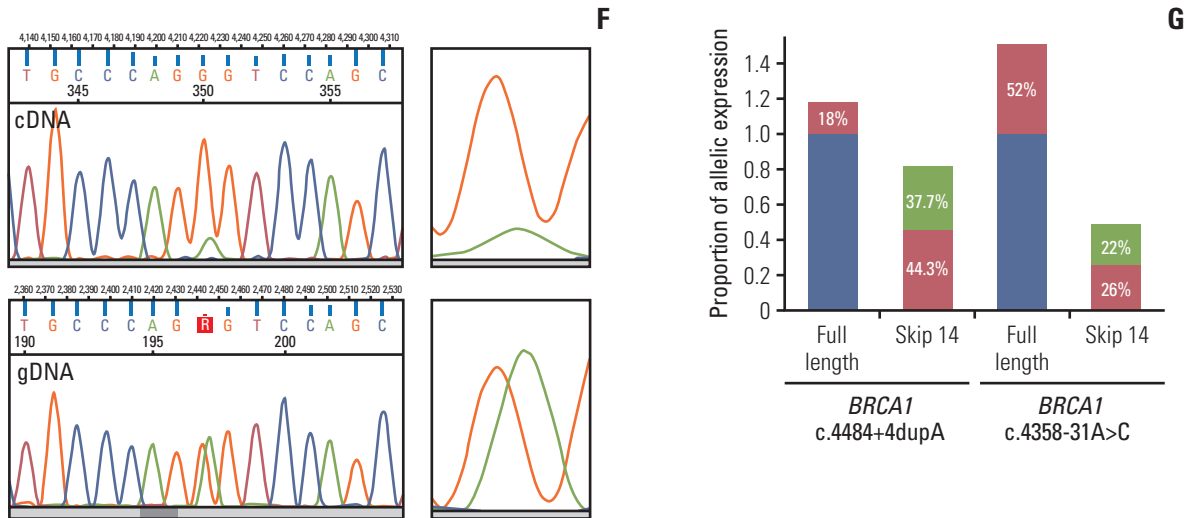 F
4,140 4,150 4,160 4,170 4,180 4,190 4,200 4,210 4,220 4,230 4,240 4,250 4,260 4,270 4,280 4,290 4,300 4,310
T G C C C A G G G T C C A G C
345 350 355
cDNA
2,360 2,370 2,380 2,390 2,400 2,410 2,420 2,430 2,440 2,450 2,460 2,470 2,480 2,490 2,500 2,510 2,520 2,530
T G C C C A G R G T C C A G C
190 195 200
gDNA
G
Proportion of allelic expression
1.4
1.2
1.0
0.8
0.6
0.4
0.2
0
18%
37.7%
44.3%
52%
22%
26%
Full length
Skip 14
Full length
Skip 14
BRCA1
c.4484+4dupA
BRCA1
c.4358-31A>C